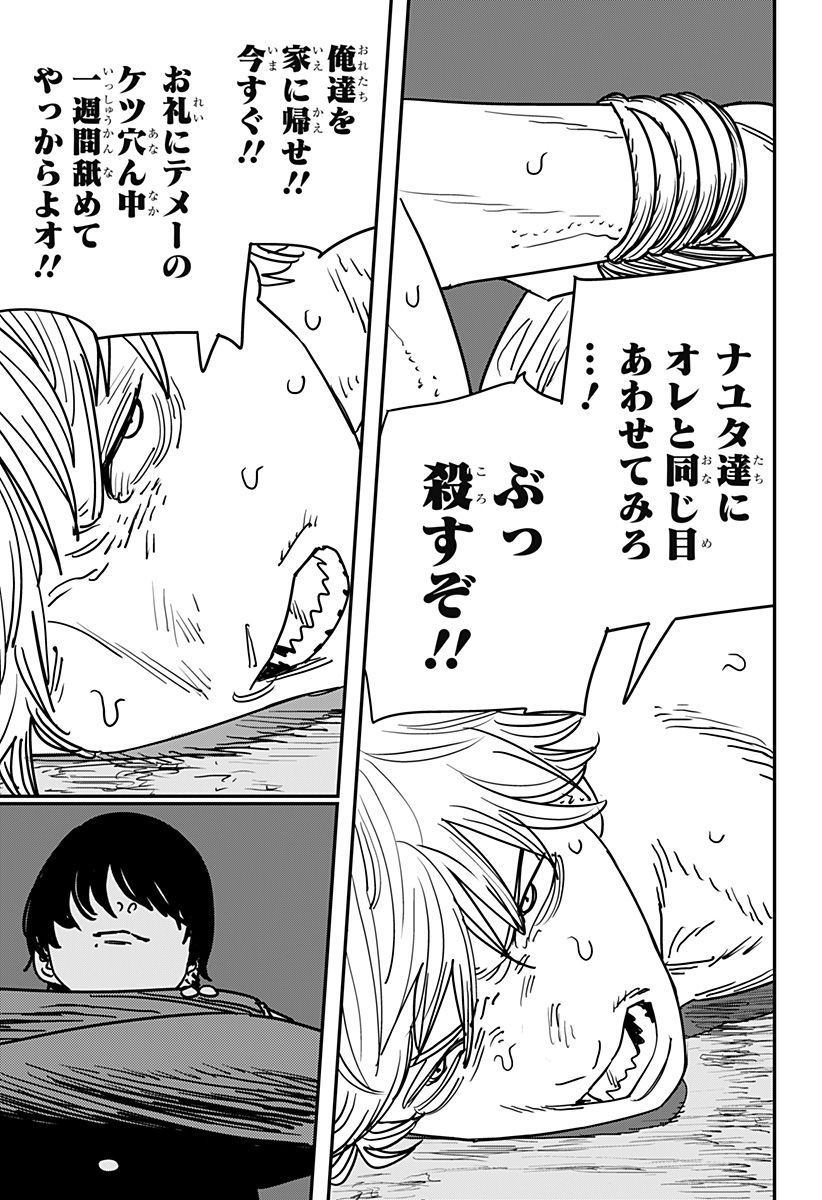 ナユタ達に
オレと同じ目
あわせてみろ
…！
ぶっ
殺すぞ!!
俺達を
家に帰せ!!
今すぐ!!
お礼にテメーの
ケツ穴ん中
一週間舐めて
やっからよオ!!